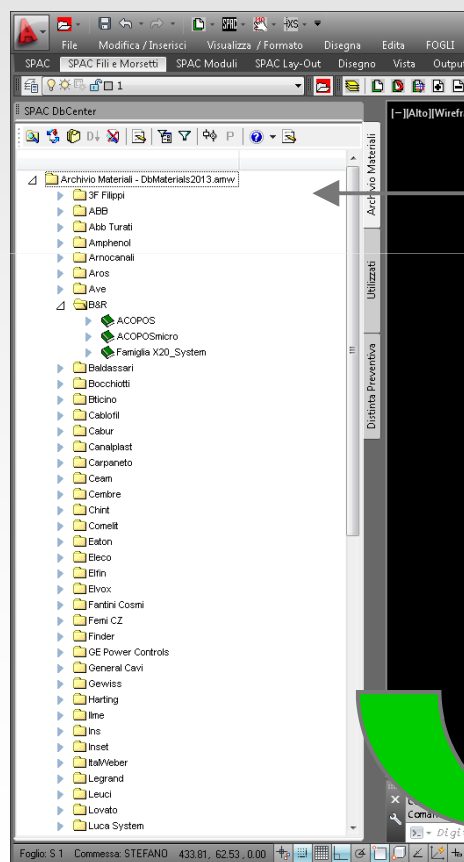 File Modifica / Inserisci Visualizza / Formato Disegna Edita FOGLI
SPAC SPAC Fili e Morsetti SPAC Moduli SPAC Lay-Out Disegno Vista Output
1
SPAC DbCenter
[−][Alto][Wirefra
Archivio Materiali - DbMaterials2013.amw
3F Filippi
ABB
Abb Turati
Amphenol
Arnocanali
Aros
Ave
B&R
ACOPOS
ACOPOSmicro
Famiglia X20_System
Baldassari
Bocchiotti
Bticino
Cablofil
Cabur
Canalplast
Carpaneto
Ceam
Cembre
Chint
Comelit
Eaton
Eleco
Elfin
Elvox
Fantini Cosmi
Femi CZ
Finder
GE Power Controls
General Cavi
Gewiss
Harting
Ilme
Ins
Inset
ItalWeber
Legrand
Leuci
Lovato
Luca System
Archivio Materiali
Utilizzati
Distinta Preventiva
Foglio: S 1 Commessa: STEFANO 433.81, 62.53 , 0.00